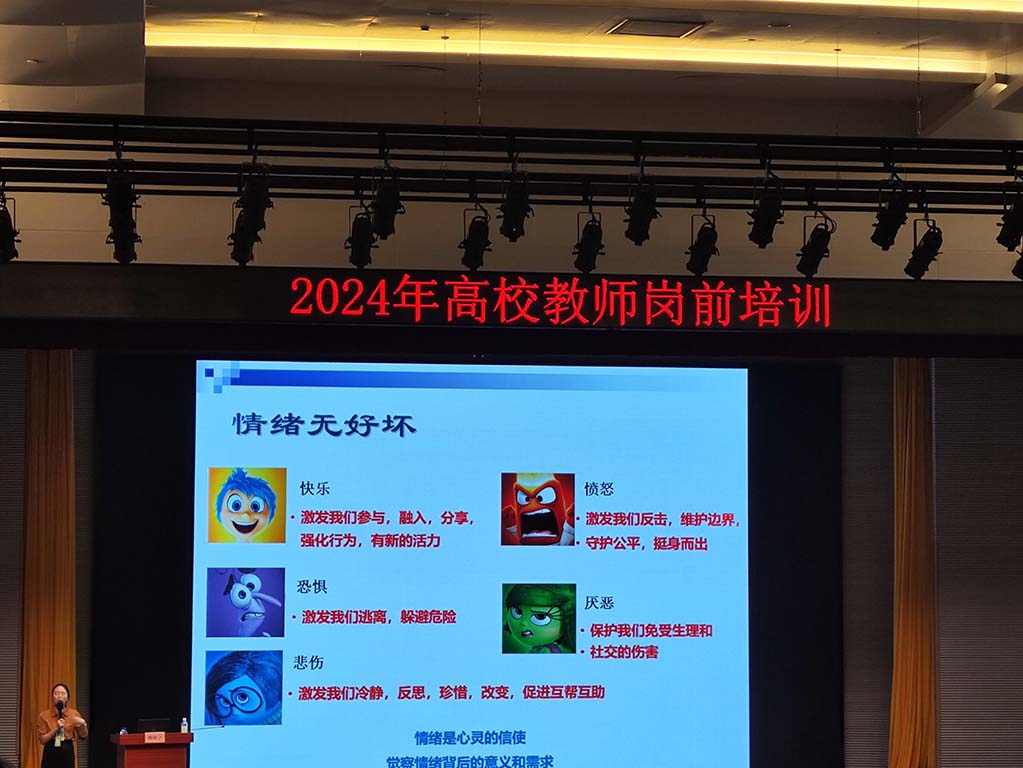 2024年高校教师岗前培训
情绪无好坏
快乐
• 激发我们参与，融入，分享，
强化行为，有新的活力
愤怒
• 激发我们反击，维护边界，
• 守护公平，挺身而出
恐惧
• 激发我们逃离，躲避危险
厌恶
• 保护我们免受生理和
• 社交的伤害
悲伤
• 激发我们冷静，反思，珍惜，改变，促进互帮互助
情绪是心灵的信使
觉察情绪背后的意义和需求